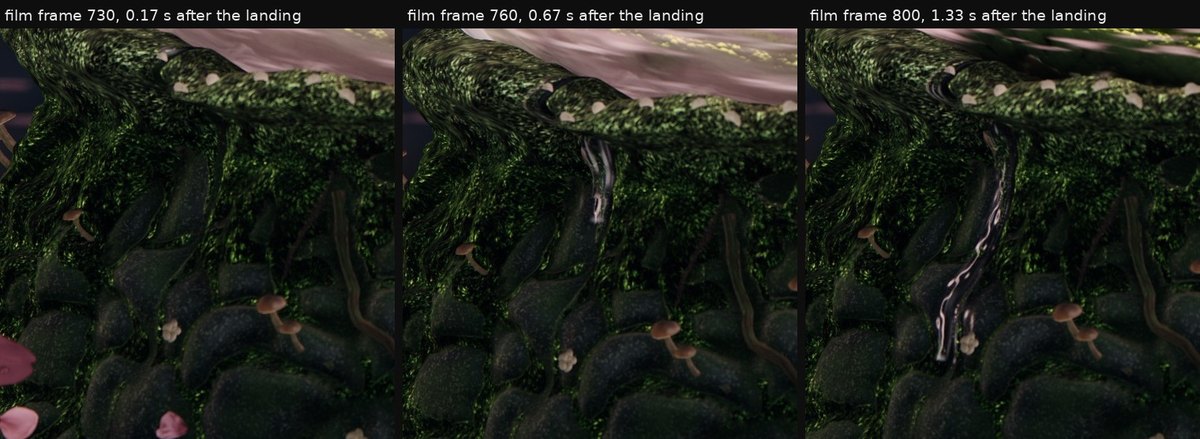 film frame 730, 0.17 s after the landing
film frame 760, 0.67 s after the landing
film frame 800, 1.33 s after the landing